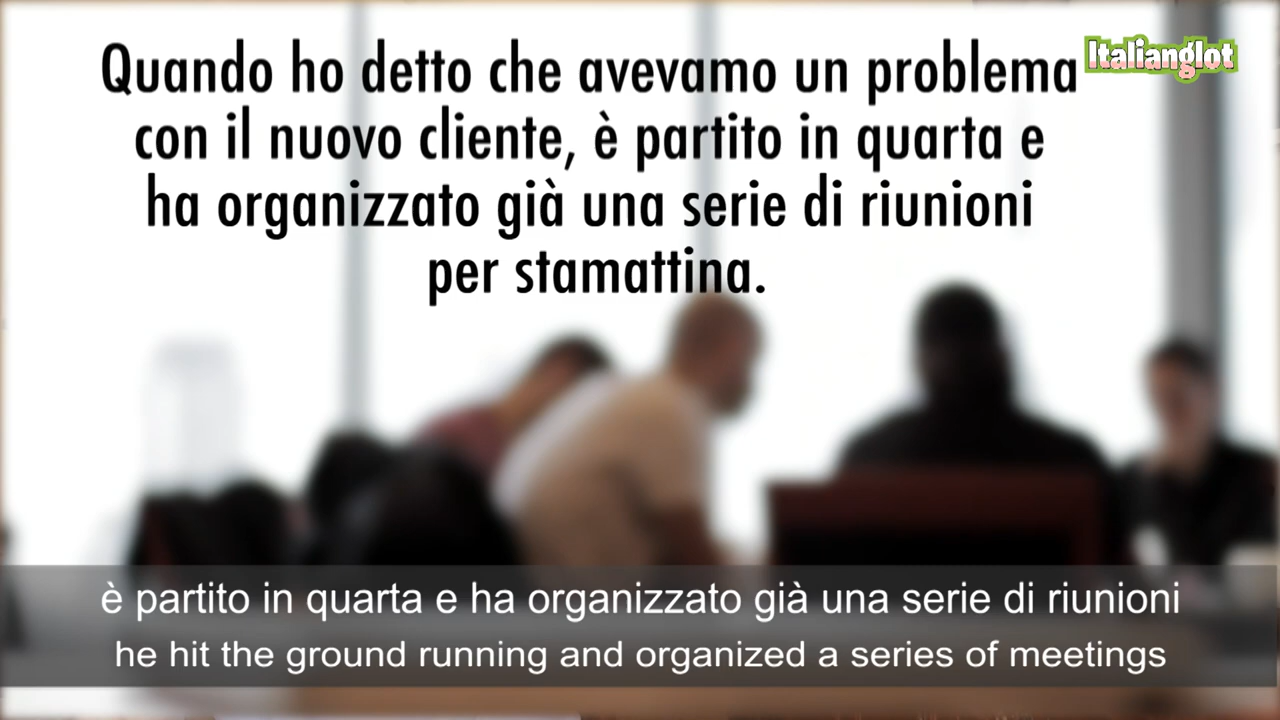 Quando ho detto che avevamo un problema
Italianglot
con il nuovo cliente, è partito in quarta e
ha organizzato già una serie di riunioni
per stamattina.
è partito in quarta e ha organizzato già una serie di riunioni
he hit the ground running and organized a series of meetings